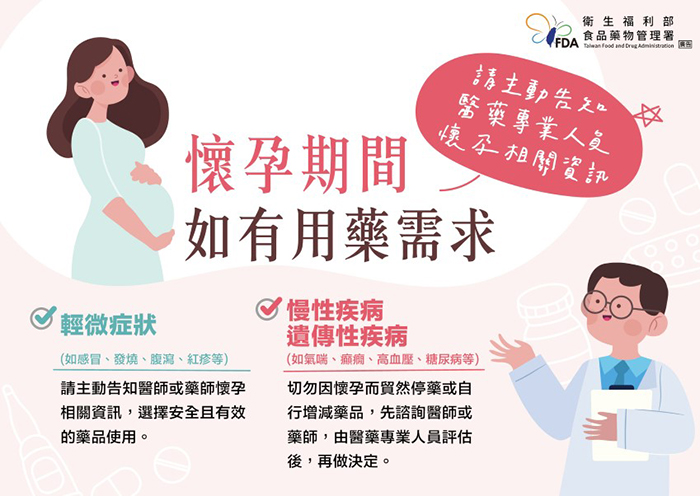 衛生福利部
食品藥物管理署
FDA
Taiwan Food and Drug Administration
廣告
請主動告知
醫藥專業人員
懷孕相關資訊
懷孕期間
如有用藥需求
輕微症狀
(如感冒、發燒、腹瀉、紅疹等)
請主動告知醫師或藥師懷孕
相關資訊，選擇安全且有效
的藥品使用。
慢性疾病
遺傳性疾病
(如氣喘、癲癇、高血壓、糖尿病等)
切勿因懷孕而貿然停藥或自
行增減藥品，先諮詢醫師或
藥師，由醫藥專業人員評估
後，再做決定。